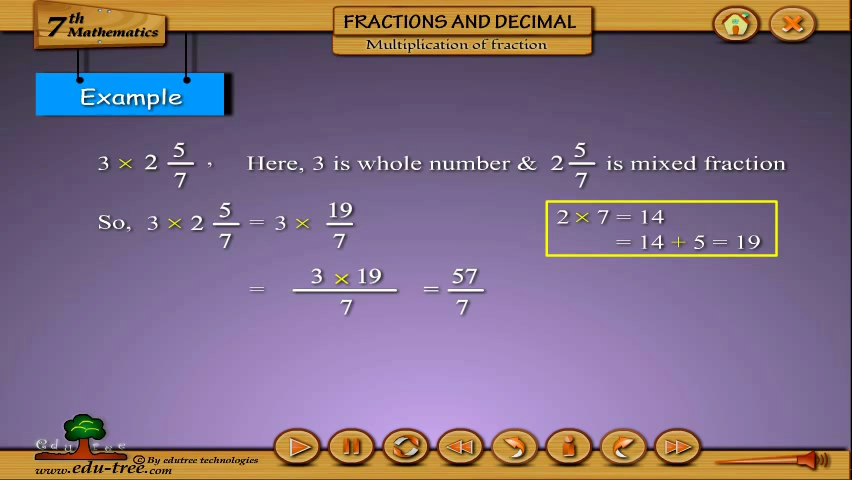 7th Mathematics
FRACTIONS AND DECIMAL
Multiplication of fraction
Example
3 × 2 5/7 , Here, 3 is whole number & 2 5/7 is mixed fraction
So, 3 × 2 5/7 = 3 × 19/7
2 × 7 = 14
= 14 + 5 = 19
= 3 × 19 / 7 = 57/7
Edutree
© By edutree technologies
www.edu-tree.com